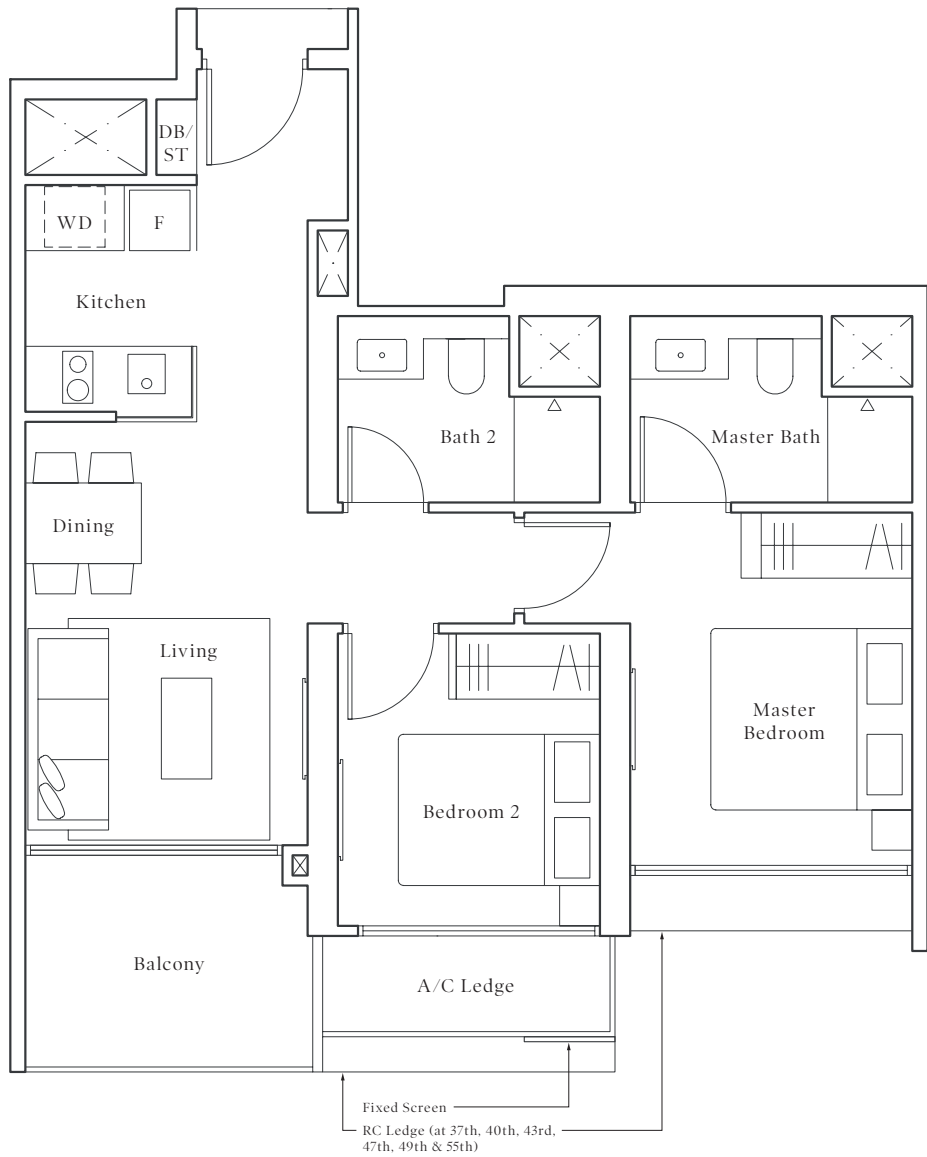 DB/
ST
WD
F
Kitchen
Bath 2
Master Bath
Dining
Living
Master
Bedroom
Bedroom 2
Balcony
A/C Ledge
Fixed Screen
RC Ledge (at 37th, 40th, 43rd,
47th, 49th & 55th)